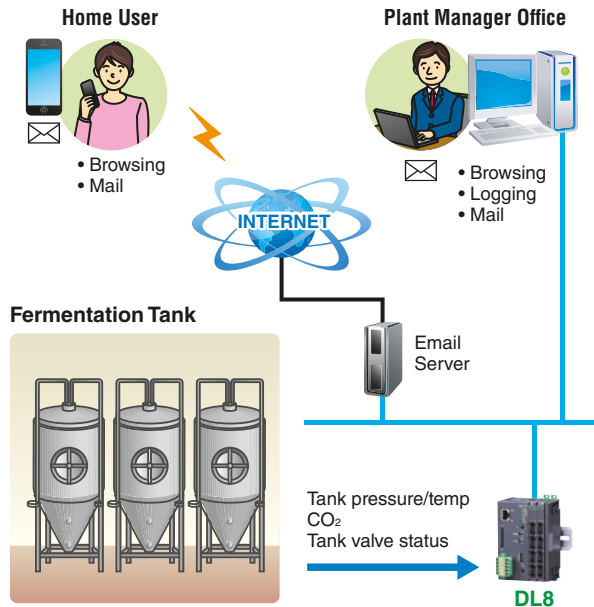 Home User
Plant Manager Office
• Browsing
• Mail
• Browsing
• Logging
• Mail
INTERNET
Fermentation Tank
Email
Server
Tank pressure/temp
CO₂
Tank valve status
DL8